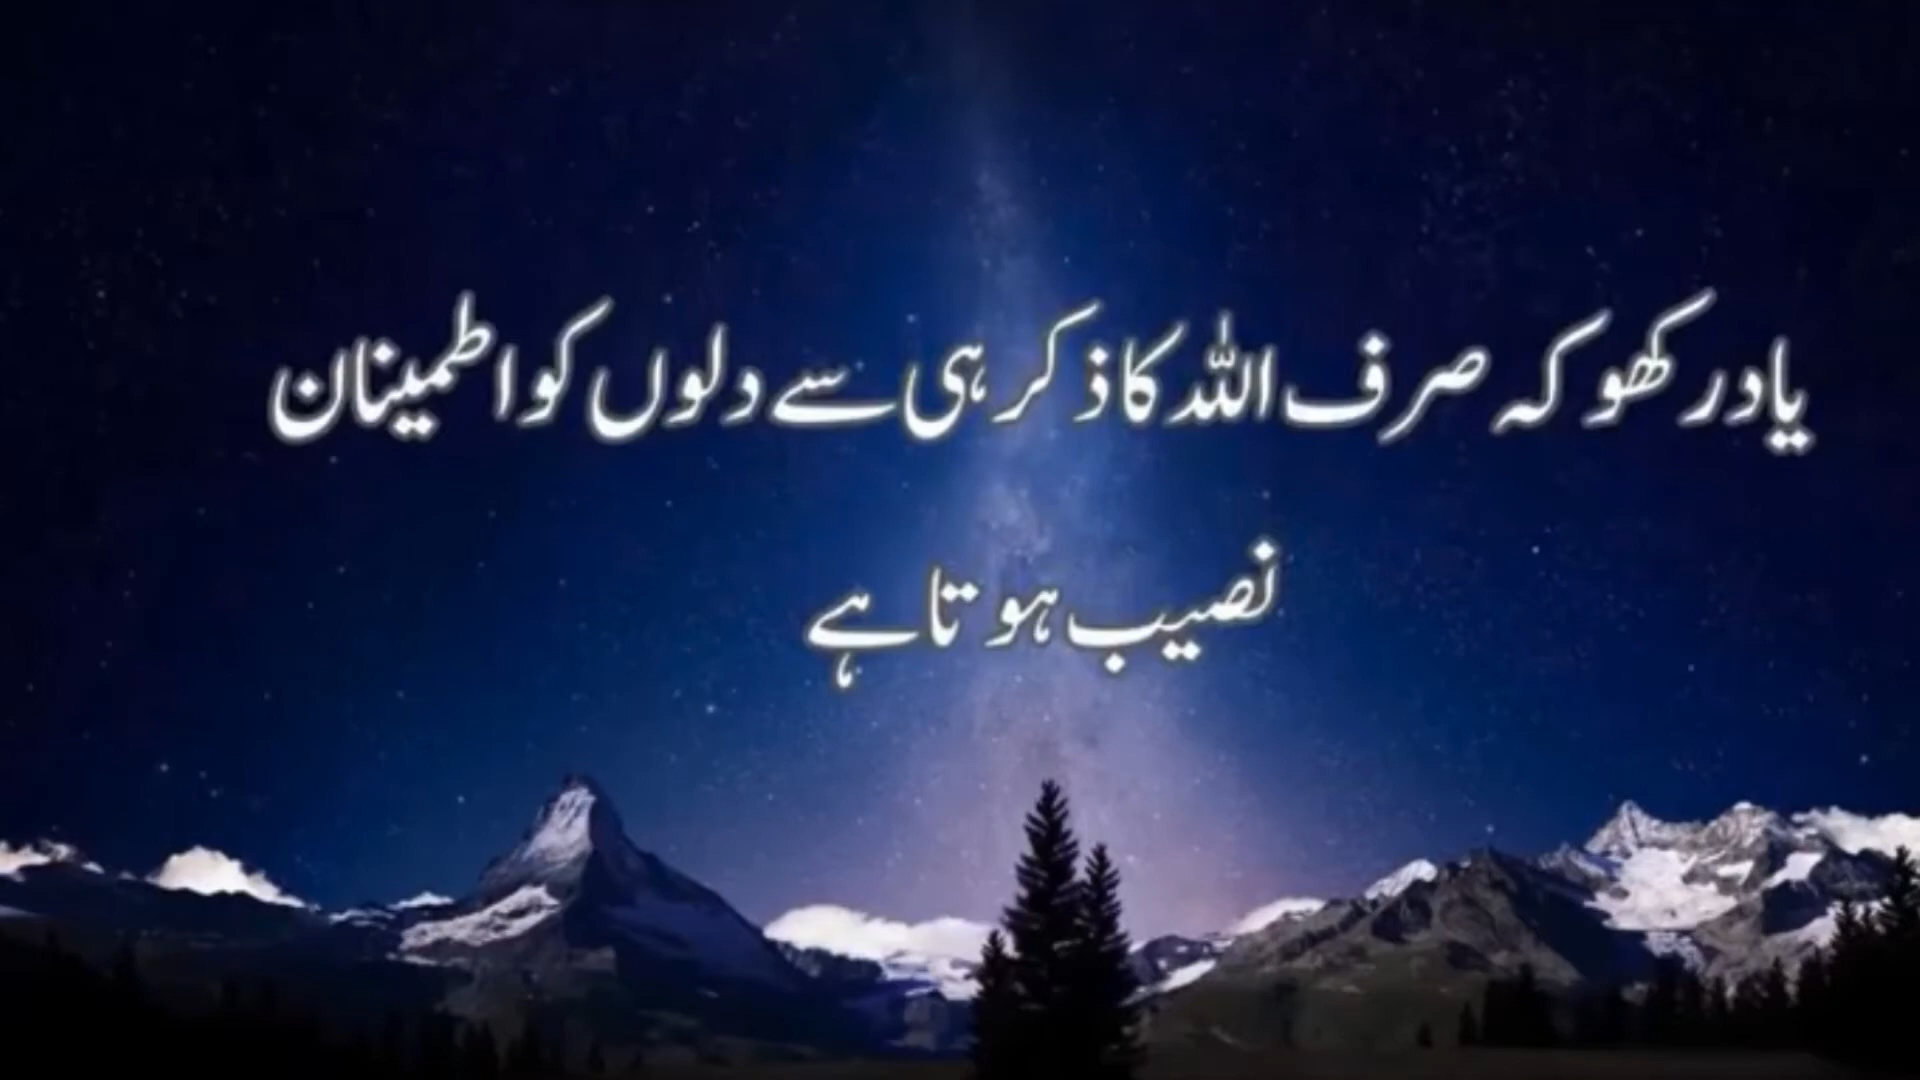 یاد رکھو کہ صرف اللہ کا ذکر ہی سے دلوں کو اطمینان
نصیب ہوتا ہے